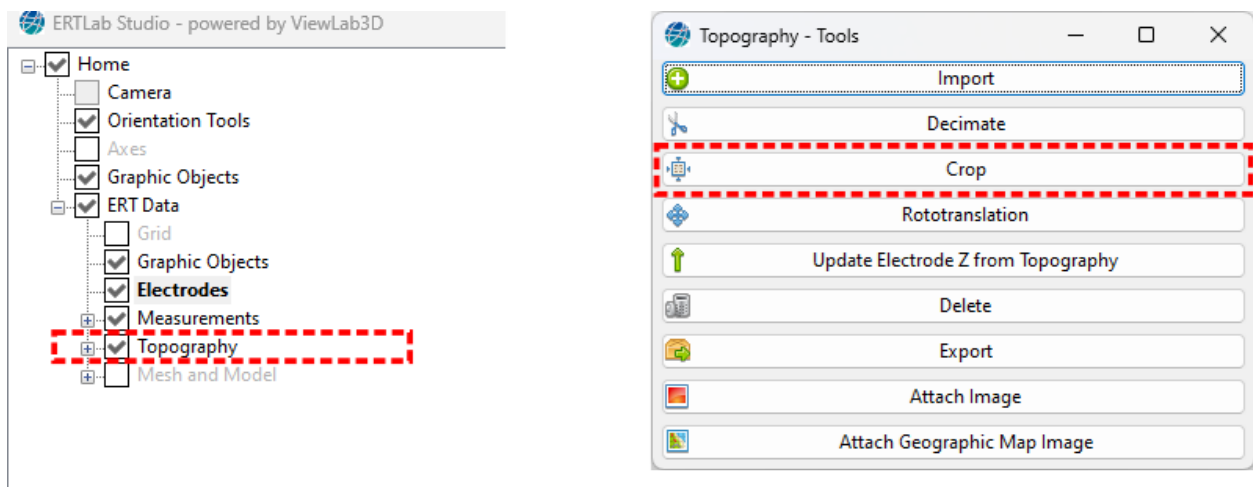 ERTLab Studio - powered by ViewLab3D
Home
Camera
Orientation Tools
Axes
Graphic Objects
ERT Data
Grid
Graphic Objects
Electrodes
Measurements
Topography
Mesh and Model
Topography - Tools
Import
Decimate
Crop
Rototranslation
Update Electrode Z from Topography
Delete
Export
Attach Image
Attach Geographic Map Image